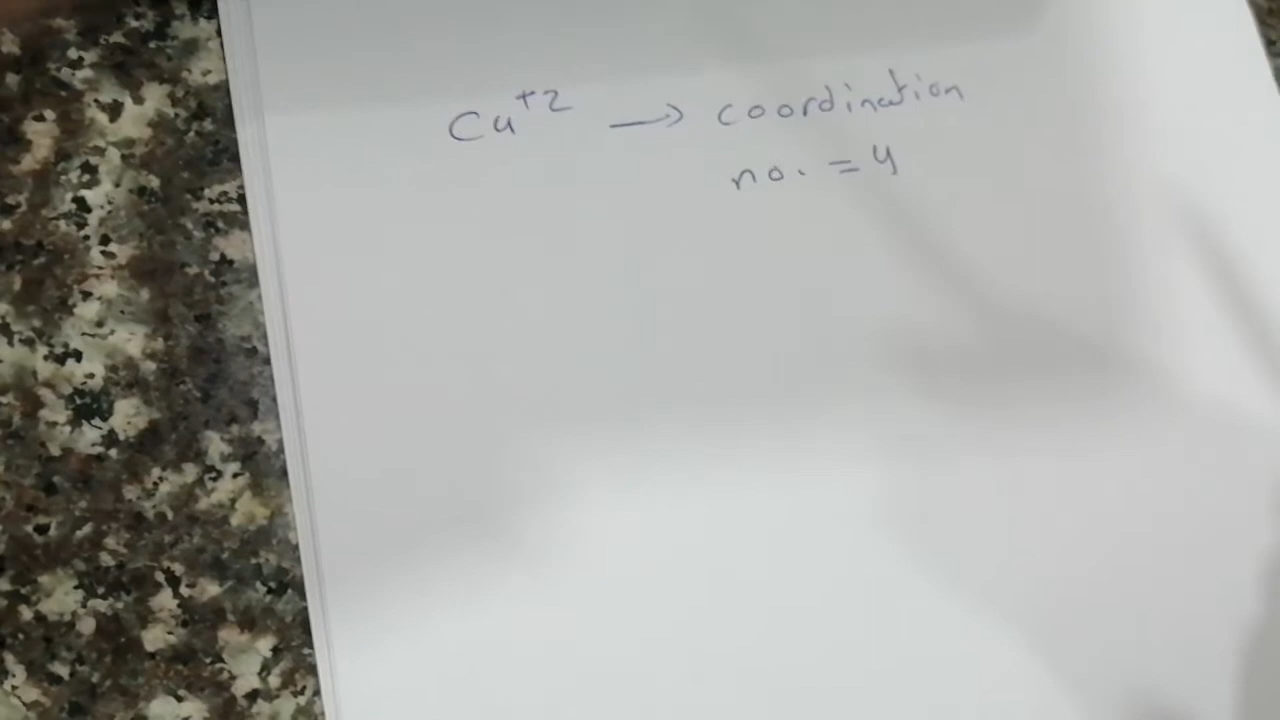 Cu+2 → coordination
no. = 4